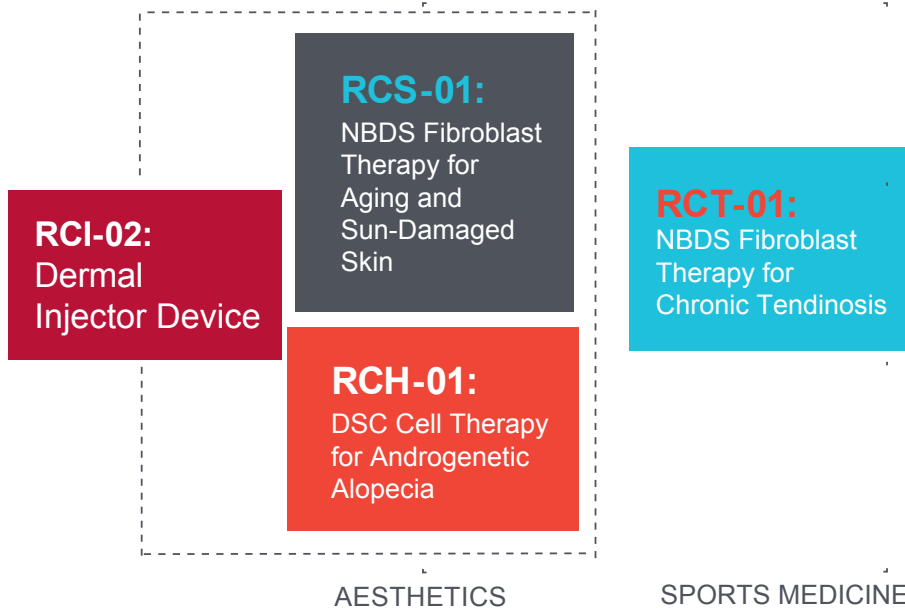 RCI-02:
Dermal
Injector Device
RCS-01:
NBDS Fibroblast
Therapy for
Aging and
Sun-Damaged
Skin
RCH-01:
DSC Cell Therapy
for Androgenetic
Alopecia
RCT-01:
NBDS Fibroblast
Therapy for
Chronic Tendinosis
AESTHETICS
SPORTS MEDICINE